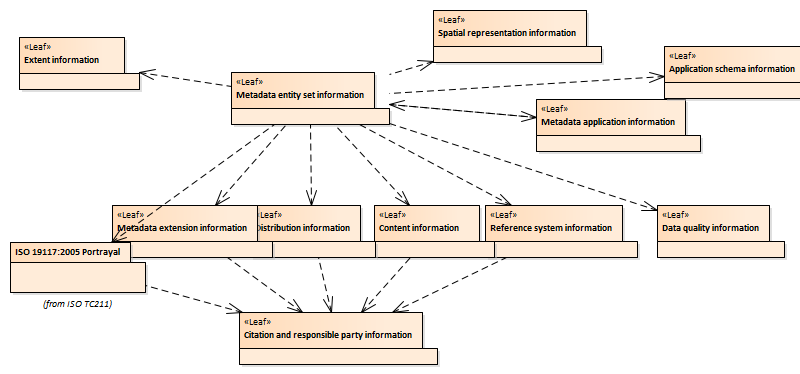 «Leaf»
Spatial representation information
«Leaf»
Extent information
«Leaf»
Application schema information
«Leaf»
Metadata entity set information
«Leaf»
Metadata application information
«Leaf»
Metadata extension information
«Leaf»
Distribution information
«Leaf»
Content information
«Leaf»
Reference system information
«Leaf»
Data quality information
ISO 19117:2005 Portrayal
(from ISO TC211)
«Leaf»
Citation and responsible party information